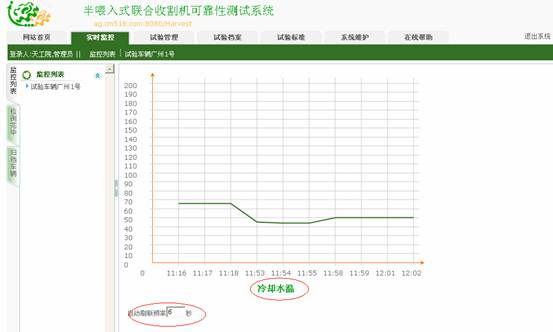 半喂入式联合收割机可靠性测试系统
ag.cn518.com:8080/Harvest
网站首页 实时监控 试验管理 试验档案 试验标准 系统维护 在线帮助 退出系统
登录人:天工院,管理员 || 监控列表 试验车辆广州1号
监控列表
监控列表
试验车辆广州1号
检测完毕
归档车辆
200
190
180
170
160
150
140
130
120
110
100
90
80
70
60
50
40
30
20
10
0
0 11:16 11:17 11:18 11:53 11:54 11:55 11:58 11:59 12:01 12:02
冷却水温
自动刷新频率 6 秒